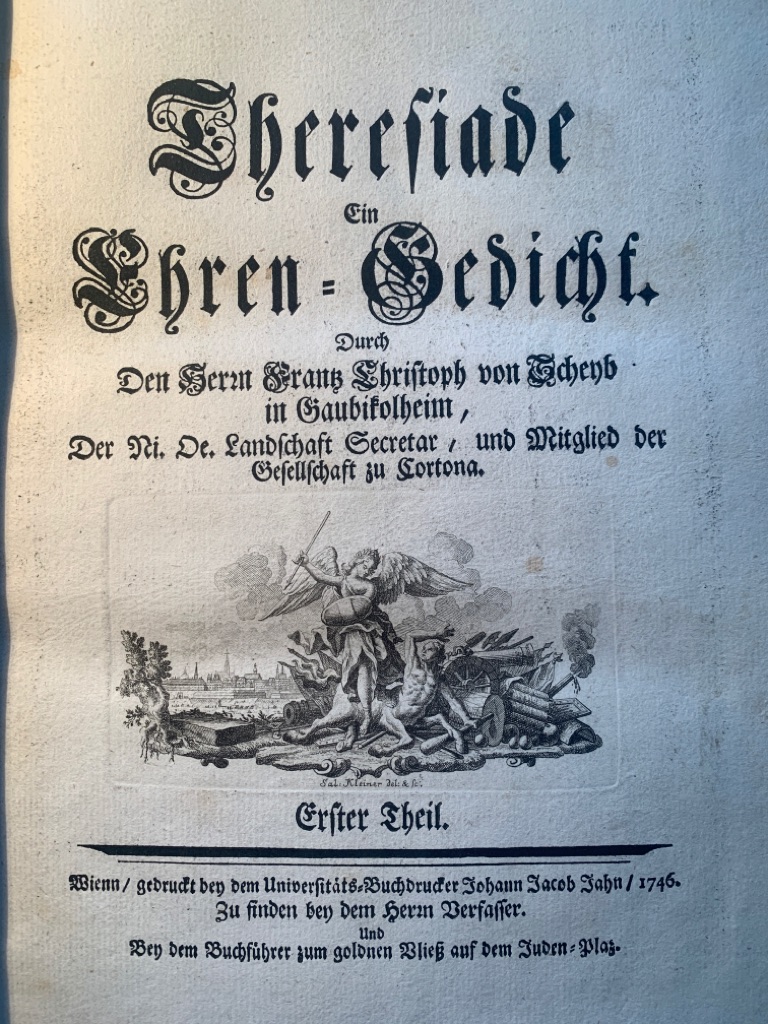 Theresiade
Ein
Ehren-Gedicht.
Durch
Den Herrn Frantz Christoph von Scheyb
in Gaubikolheim,
Der Ni. Oe. Landschaft Secretar, und Mitglied der
Gesellschaft zu Cortona.
Sal: Kleiner del: & sc:
Erster Theil.
Wienn/ gedruckt bey dem Universitäts-Buchdrucker Johann Jacob Jahn/ 1746.
Zu finden bey dem Herrn Verfasser.
Und
Bey dem Buchführer zum goldnen Vließ auf dem Juden-Plaz.